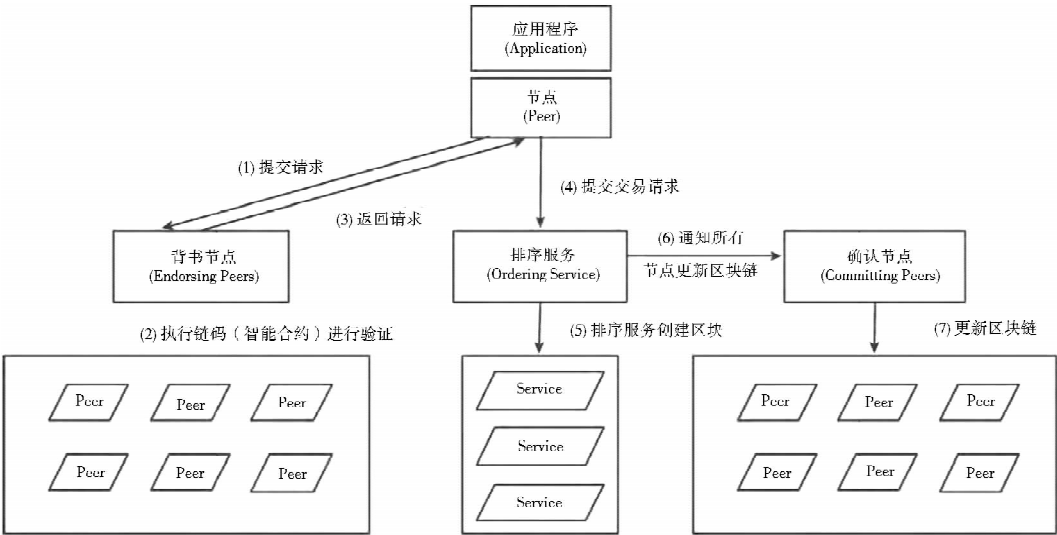 应用程序
(Application)
节点
(Peer)
(1) 提交请求
(3) 返回请求
(4) 提交交易请求
背书节点
(Endorsing Peers)
排序服务
(Ordering Service)
(6) 通知所有
节点更新区块链
确认节点
(Committing Peers)
(2) 执行链码（智能合约）进行验证
(5) 排序服务创建区块
(7) 更新区块链
Peer Peer Peer
Peer Peer Peer
Service
Service
Service
Peer Peer Peer
Peer Peer Peer